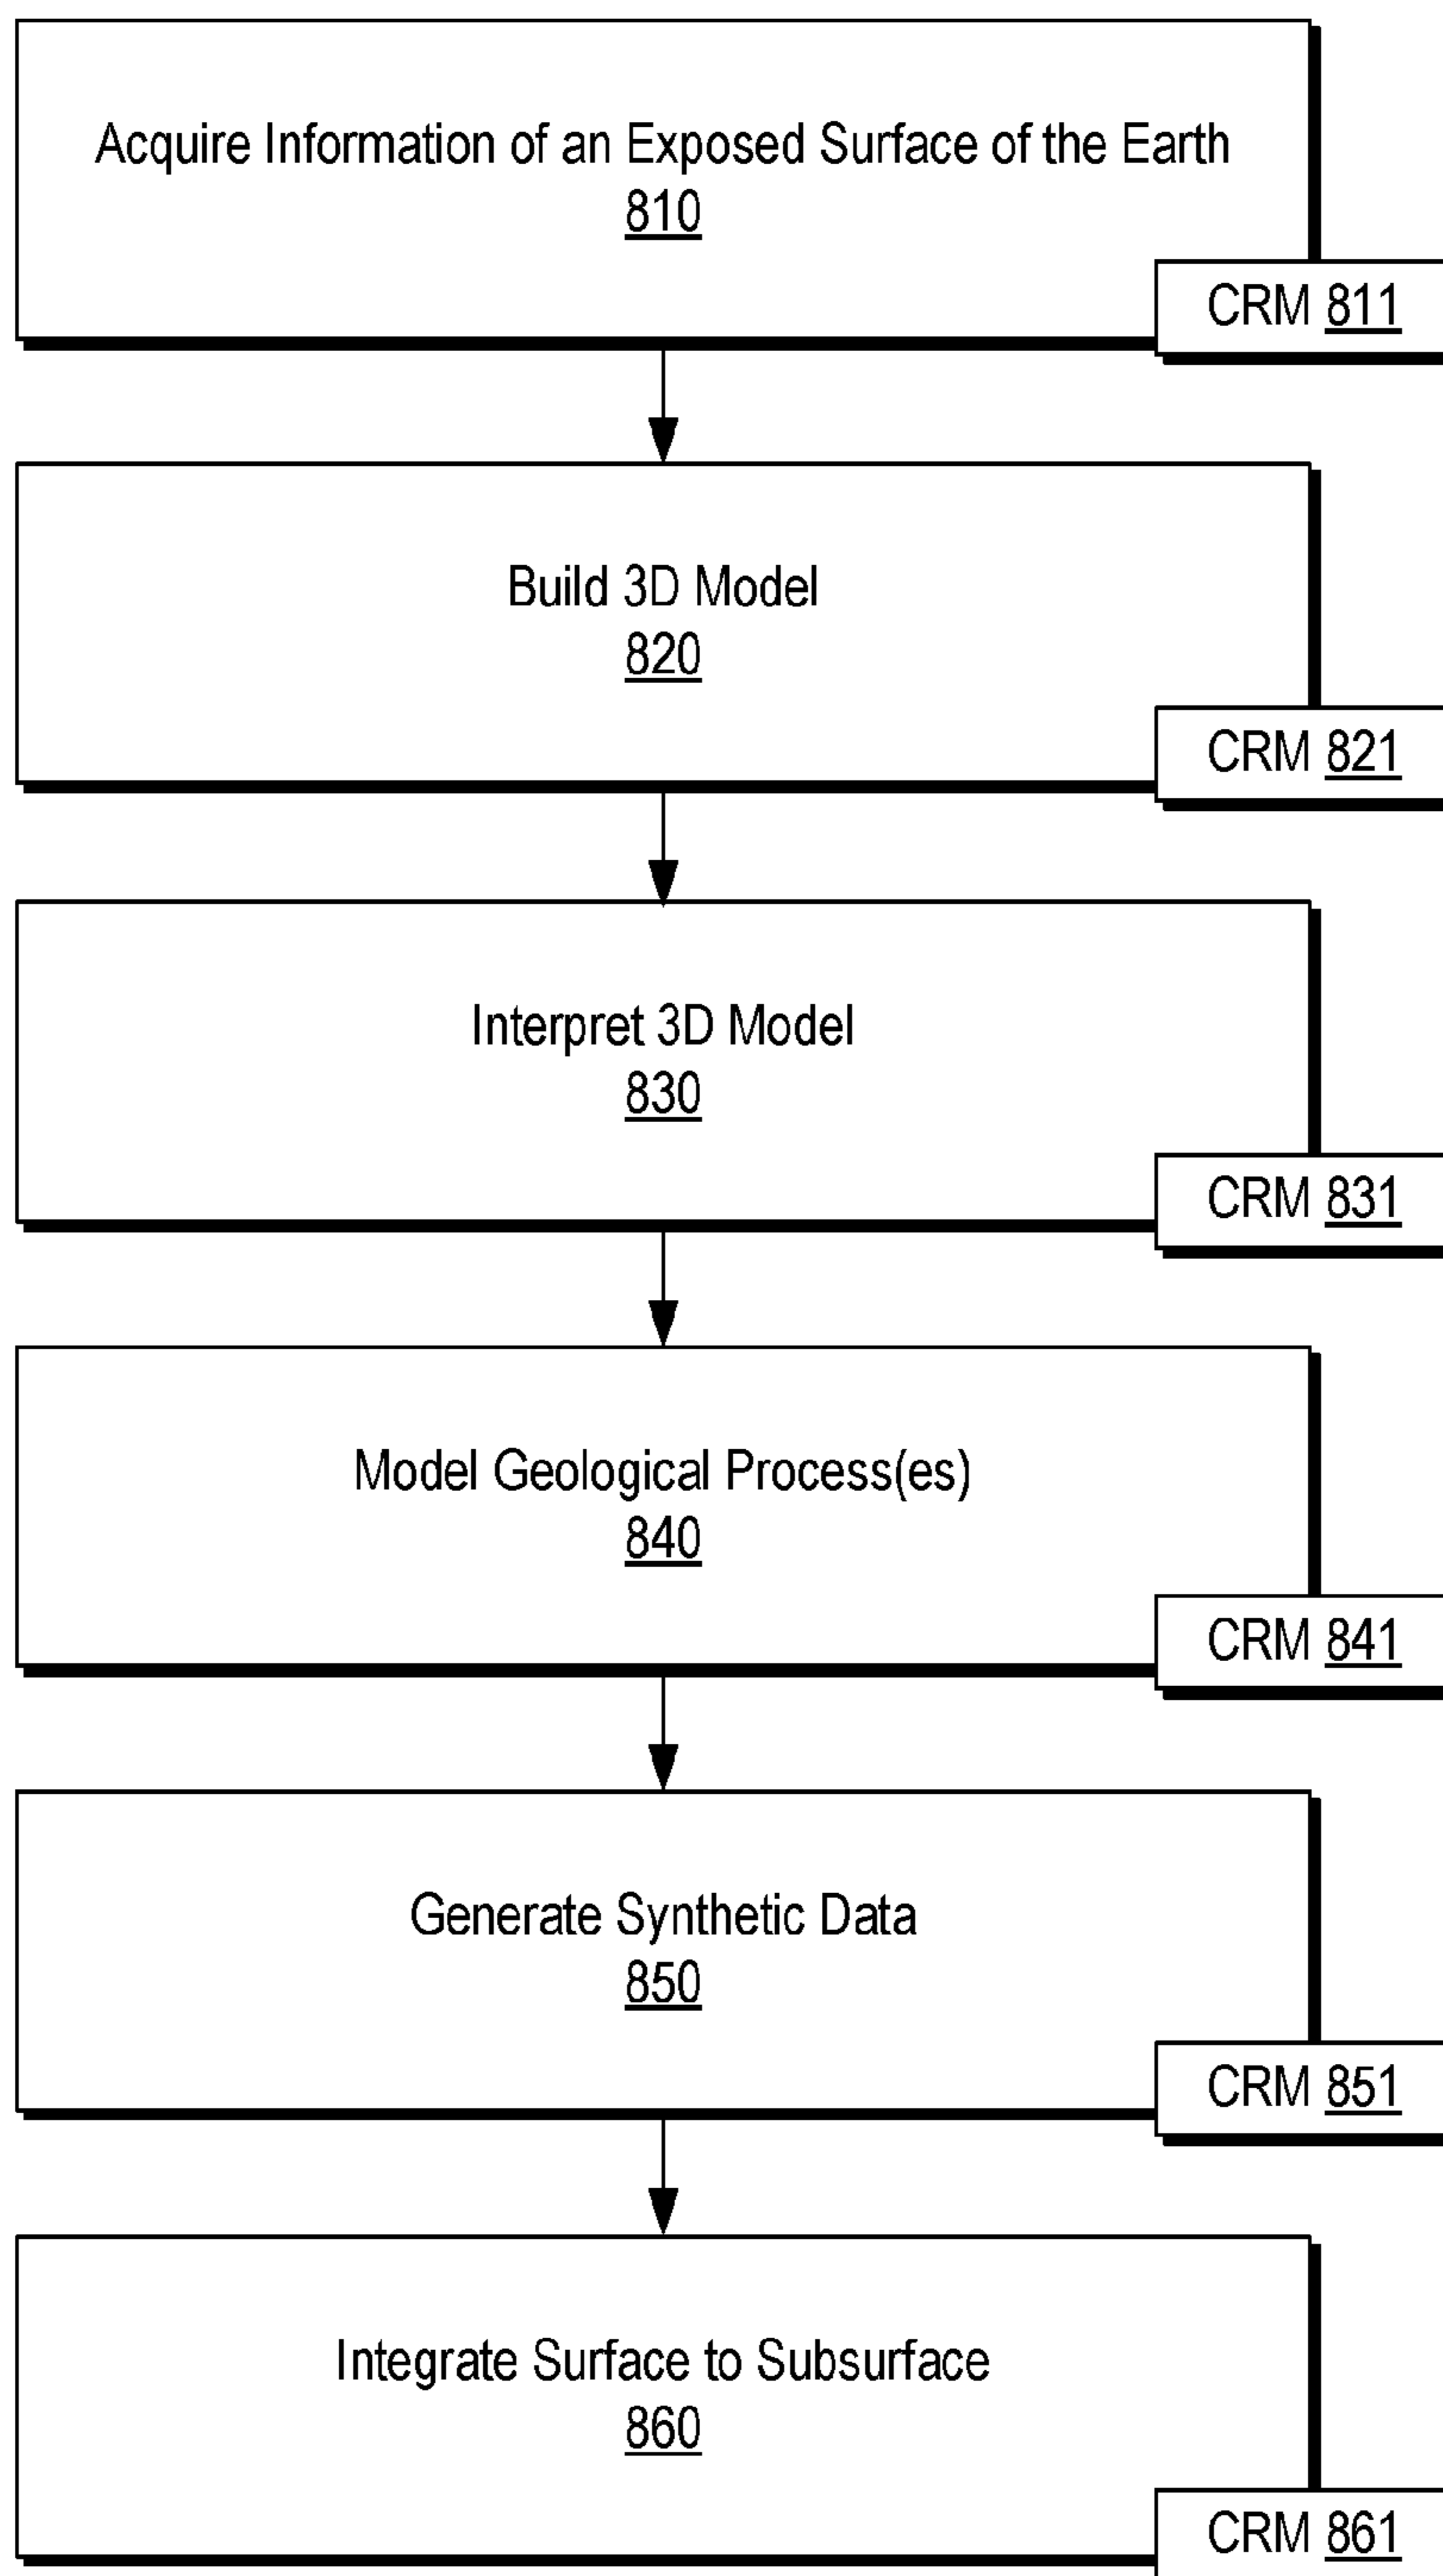 Acquire Information of an Exposed Surface of the Earth
810
CRM 811
Build 3D Model
820
CRM 821
Interpret 3D Model
830
CRM 831
Model Geological Process(es)
840
CRM 841
Generate Synthetic Data
850
CRM 851
Integrate Surface to Subsurface
860
CRM 861